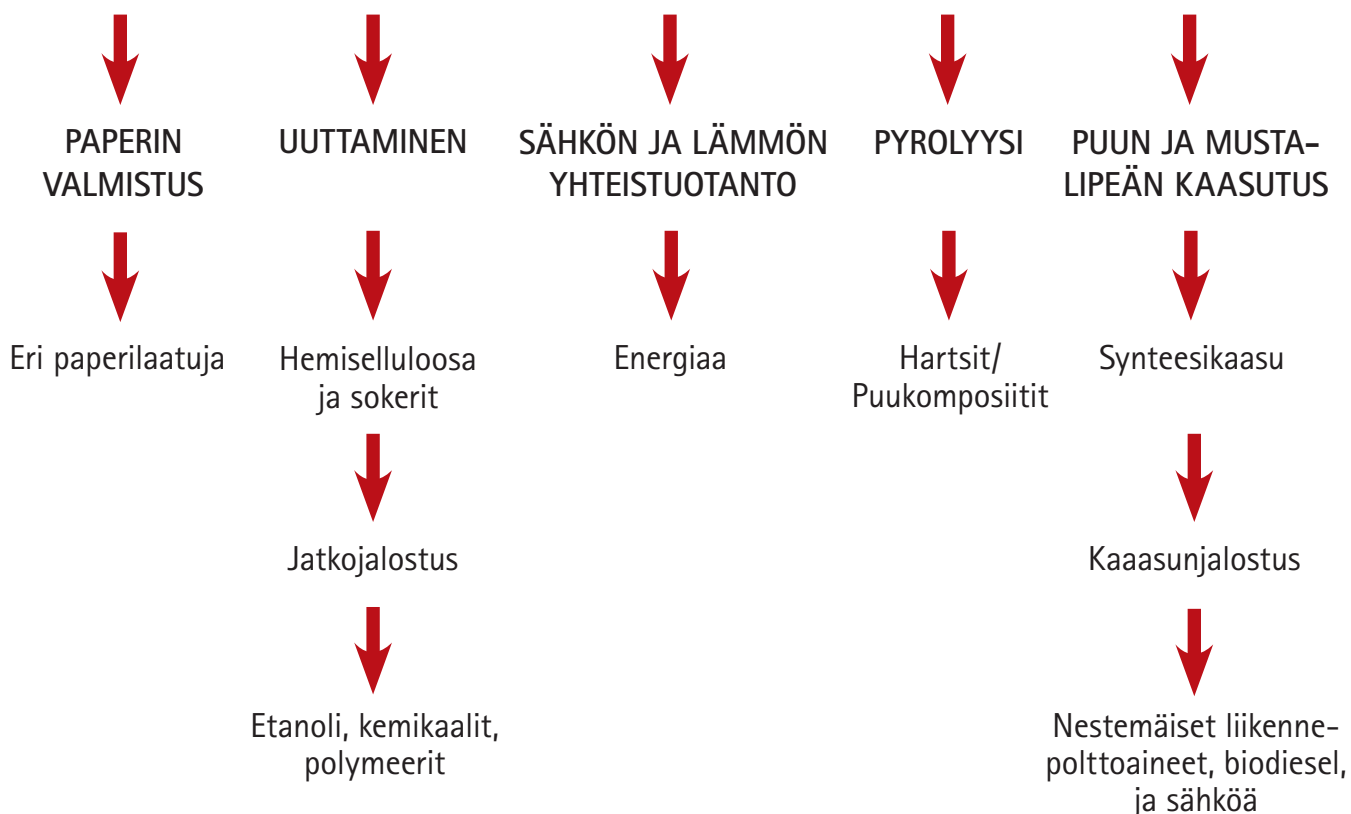 PAPERIN
VALMISTUS
UUTTAMINEN
SÄHKÖN JA LÄMMÖN
YHTEISTUOTANTO
PYROLYYSI
PUUN JA MUSTA-
LIPEÄN KAASUTUS
Eri paperilaatuja
Hemiselluloosa
ja sokerit
Energiaa
Hartsit/
Puukomposiitit
Synteesikaasu
Jatkojalostus
Kaaasunjalostus
Etanoli, kemikaalit,
polymeerit
Nestemäiset liikenne-
polttoaineet, biodiesel,
ja sähköä